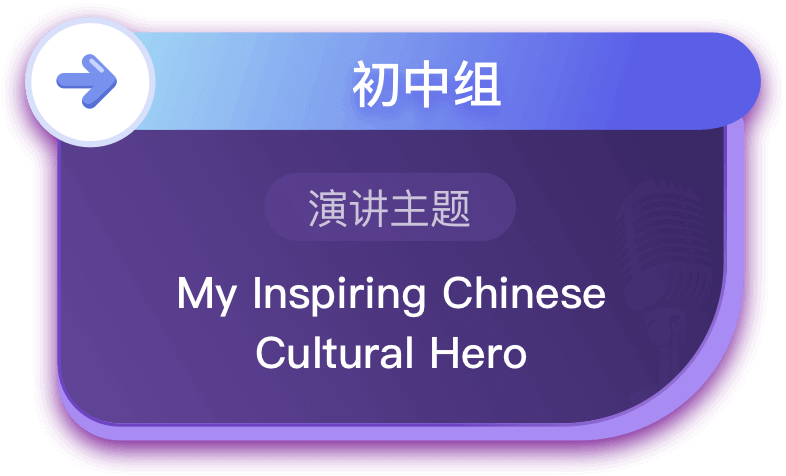 初中组
演讲主题
My Inspiring Chinese
Cultural Hero